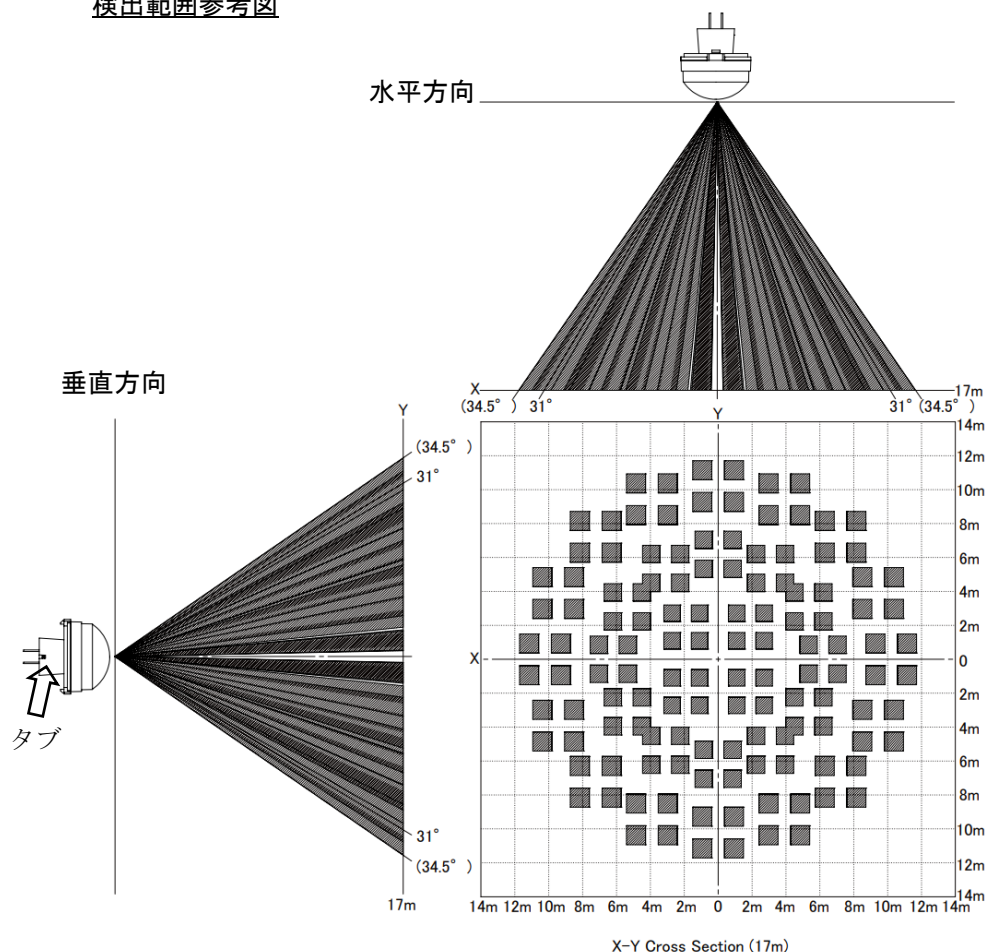 検出範囲参考図
水平方向
X
17m
(34.5° ) 31°
31° (34.5° )
垂直方向
Y
(34.5° )
31°
31°
(34.5° )
17m
タブ
Y
14m
12m
10m
8m
6m
4m
2m
X
0
2m
4m
6m
8m
10m
12m
14m
14m 12m 10m 8m 6m 4m 2m 0 2m 4m 6m 8m 10m 12m 14m
X-Y Cross Section (17m)